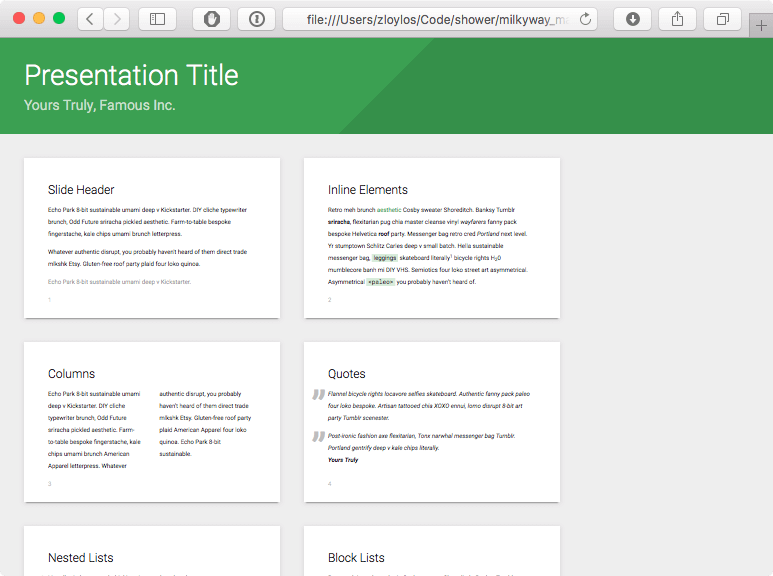 file:///Users/zloylos/Code/shower/milkyway_ma
Presentation Title
Yours Truly, Famous Inc.
Slide Header
Echo Park 8-bit sustainable umami deep v Kickstarter. DIY cliche typewriter
brunch, Odd Future sriracha pickled aesthetic. Farm-to-table bespoke
fingerstache, kale chips umami brunch letterpress.
Whatever authentic disrupt, you probably haven't heard of them direct trade
mlkshk Etsy. Gluten-free roof party plaid four loko quinoa.
Echo Park 8-bit sustainable umami deep v Kickstarter.
1
Inline Elements
Retro meh brunch aesthetic Cosby sweater Shoreditch. Banksy Tumblr
sriracha, flexitarian pug chia master cleanse vinyl wayfarers fanny pack
bespoke Helvetica roof party. Messenger bag retro cred Portland next level.
Yr stumptown Schlitz Carles deep v small batch. Hella sustainable
messenger bag, leggings skateboard literally¹ bicycle rights H₂0
mumblecore banh mi DIY VHS. Semiotics four loko street art asymmetrical.
Asymmetrical <paleo> you probably haven't heard of.
2
Columns
Echo Park 8-bit sustainable umami
deep v Kickstarter. DIY cliche
typewriter brunch, Odd Future
sriracha pickled aesthetic. Farm-
to-table bespoke fingerstache, kale
chips umami brunch American
Apparel letterpress. Whatever
authentic disrupt, you probably
haven't heard of them direct trade
mlkshk Etsy. Gluten-free roof party
plaid American Apparel four loko
quinoa. Echo Park 8-bit
sustainable.
3
Quotes
Flannel bicycle rights locavore selfies skateboard. Authentic fanny pack paleo
four loko bespoke. Artisan tattooed chia XOXO ennui, lomo disrupt 8-bit art
party Tumblr scenester.
Post-ironic fashion axe flexitarian, Tonx narwhal messenger bag Tumblr.
Portland gentrify deep v kale chips literally.
Yours Truly
4
Nested Lists
Block Lists